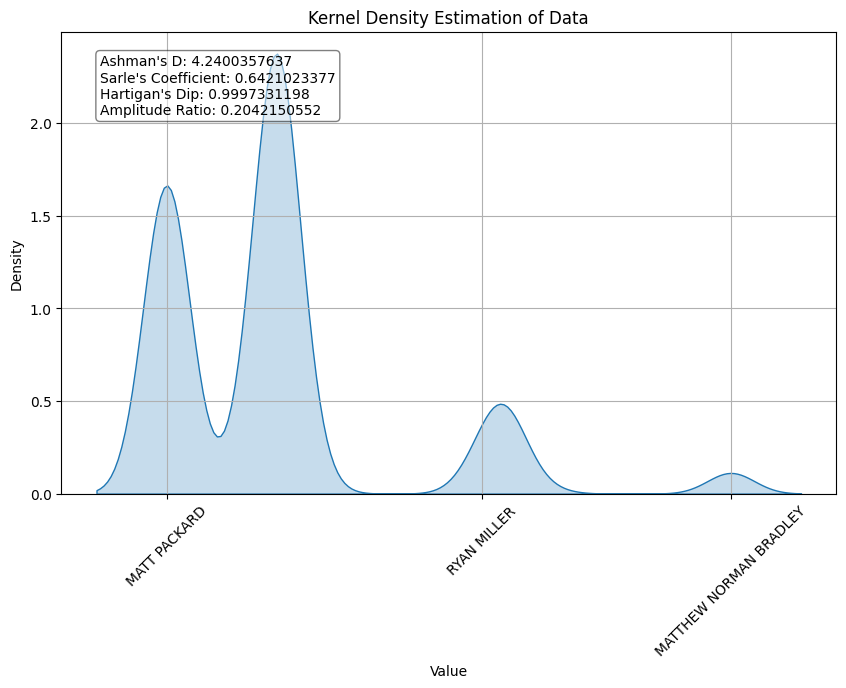 Kernel Density Estimation of Data
Ashman's D: 4.2400357637
Sarle's Coefficient: 0.6421023377
Hartigan's Dip: 0.9997331198
Amplitude Ratio: 0.2042150552
2.0
1.5
1.0
0.5
0.0
Density
MATT PACKARD
RYAN MILLER
MATTHEW NORMAN BRADLEY
Value